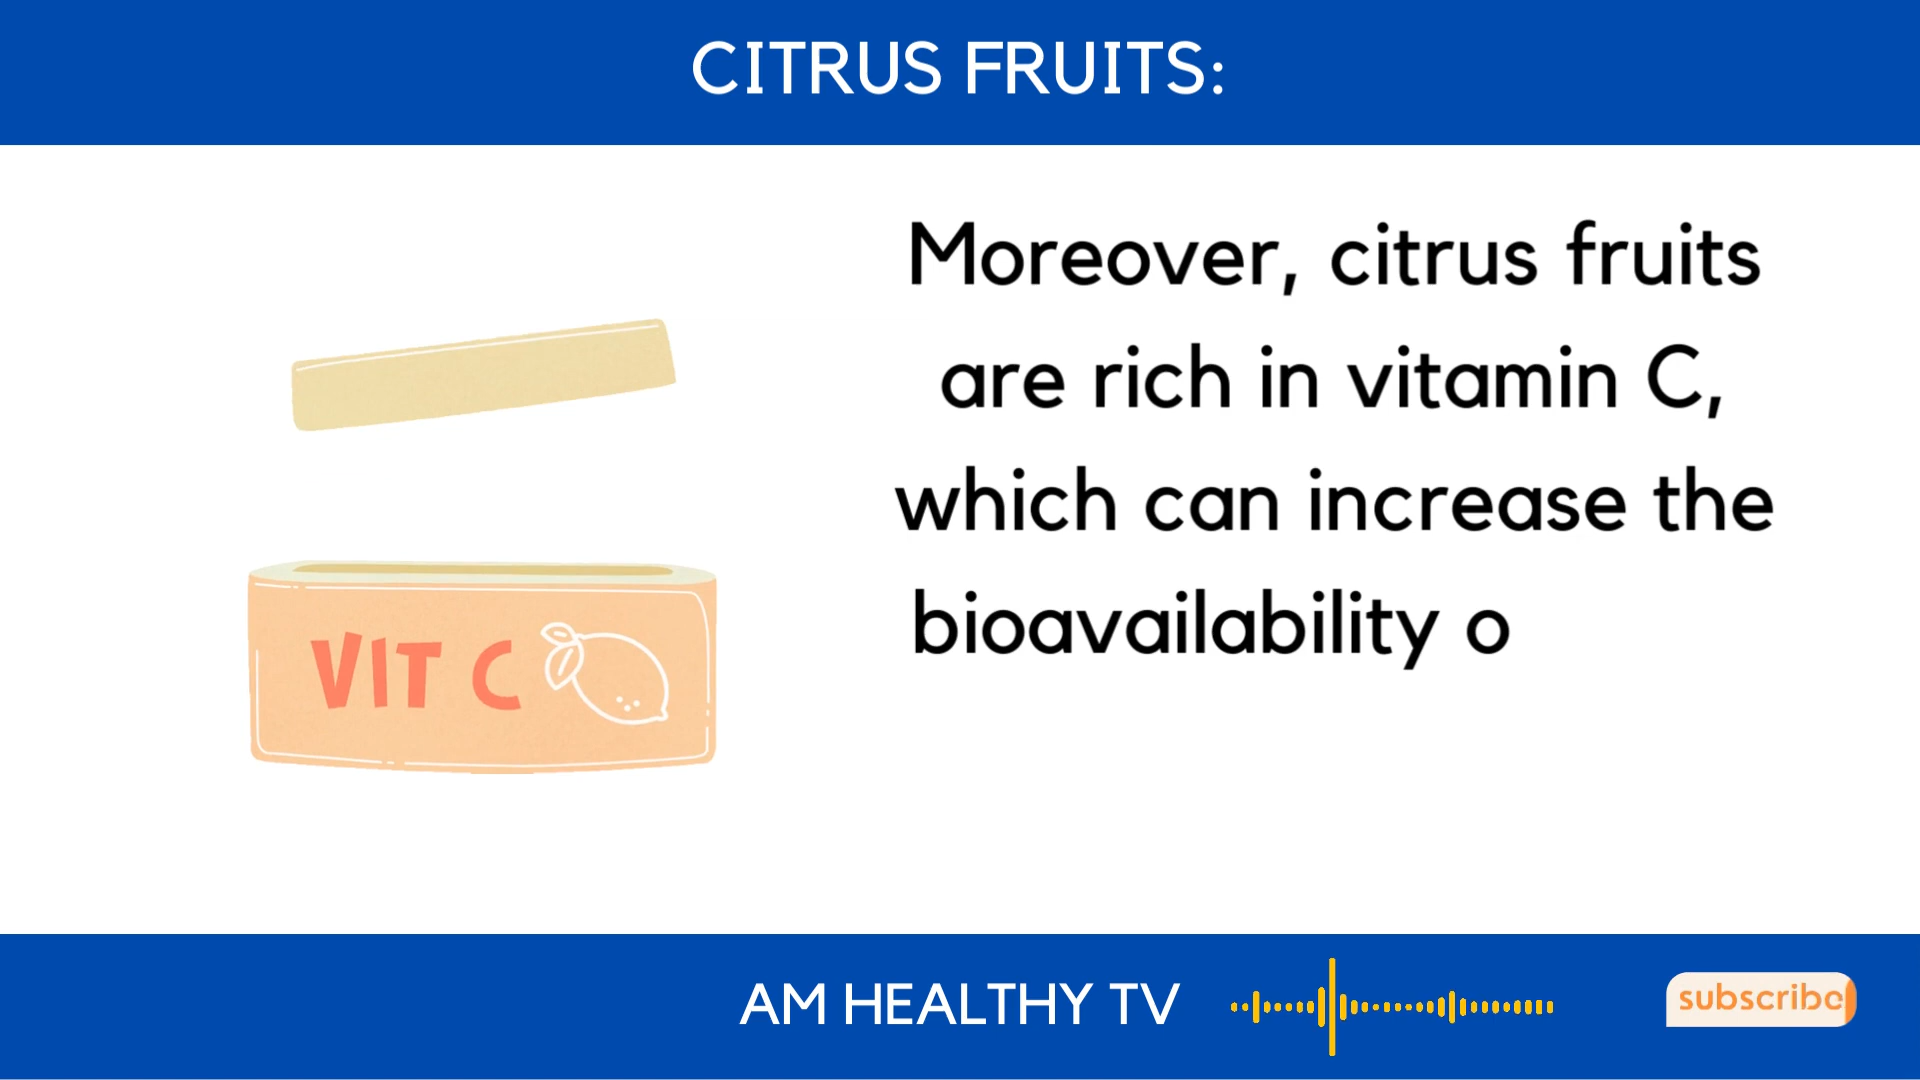 CITRUS FRUITS:
Moreover, citrus fruits
are rich in vitamin C,
which can increase the
bioavailability o
VIT C
AM HEALTHY TV
subscribe